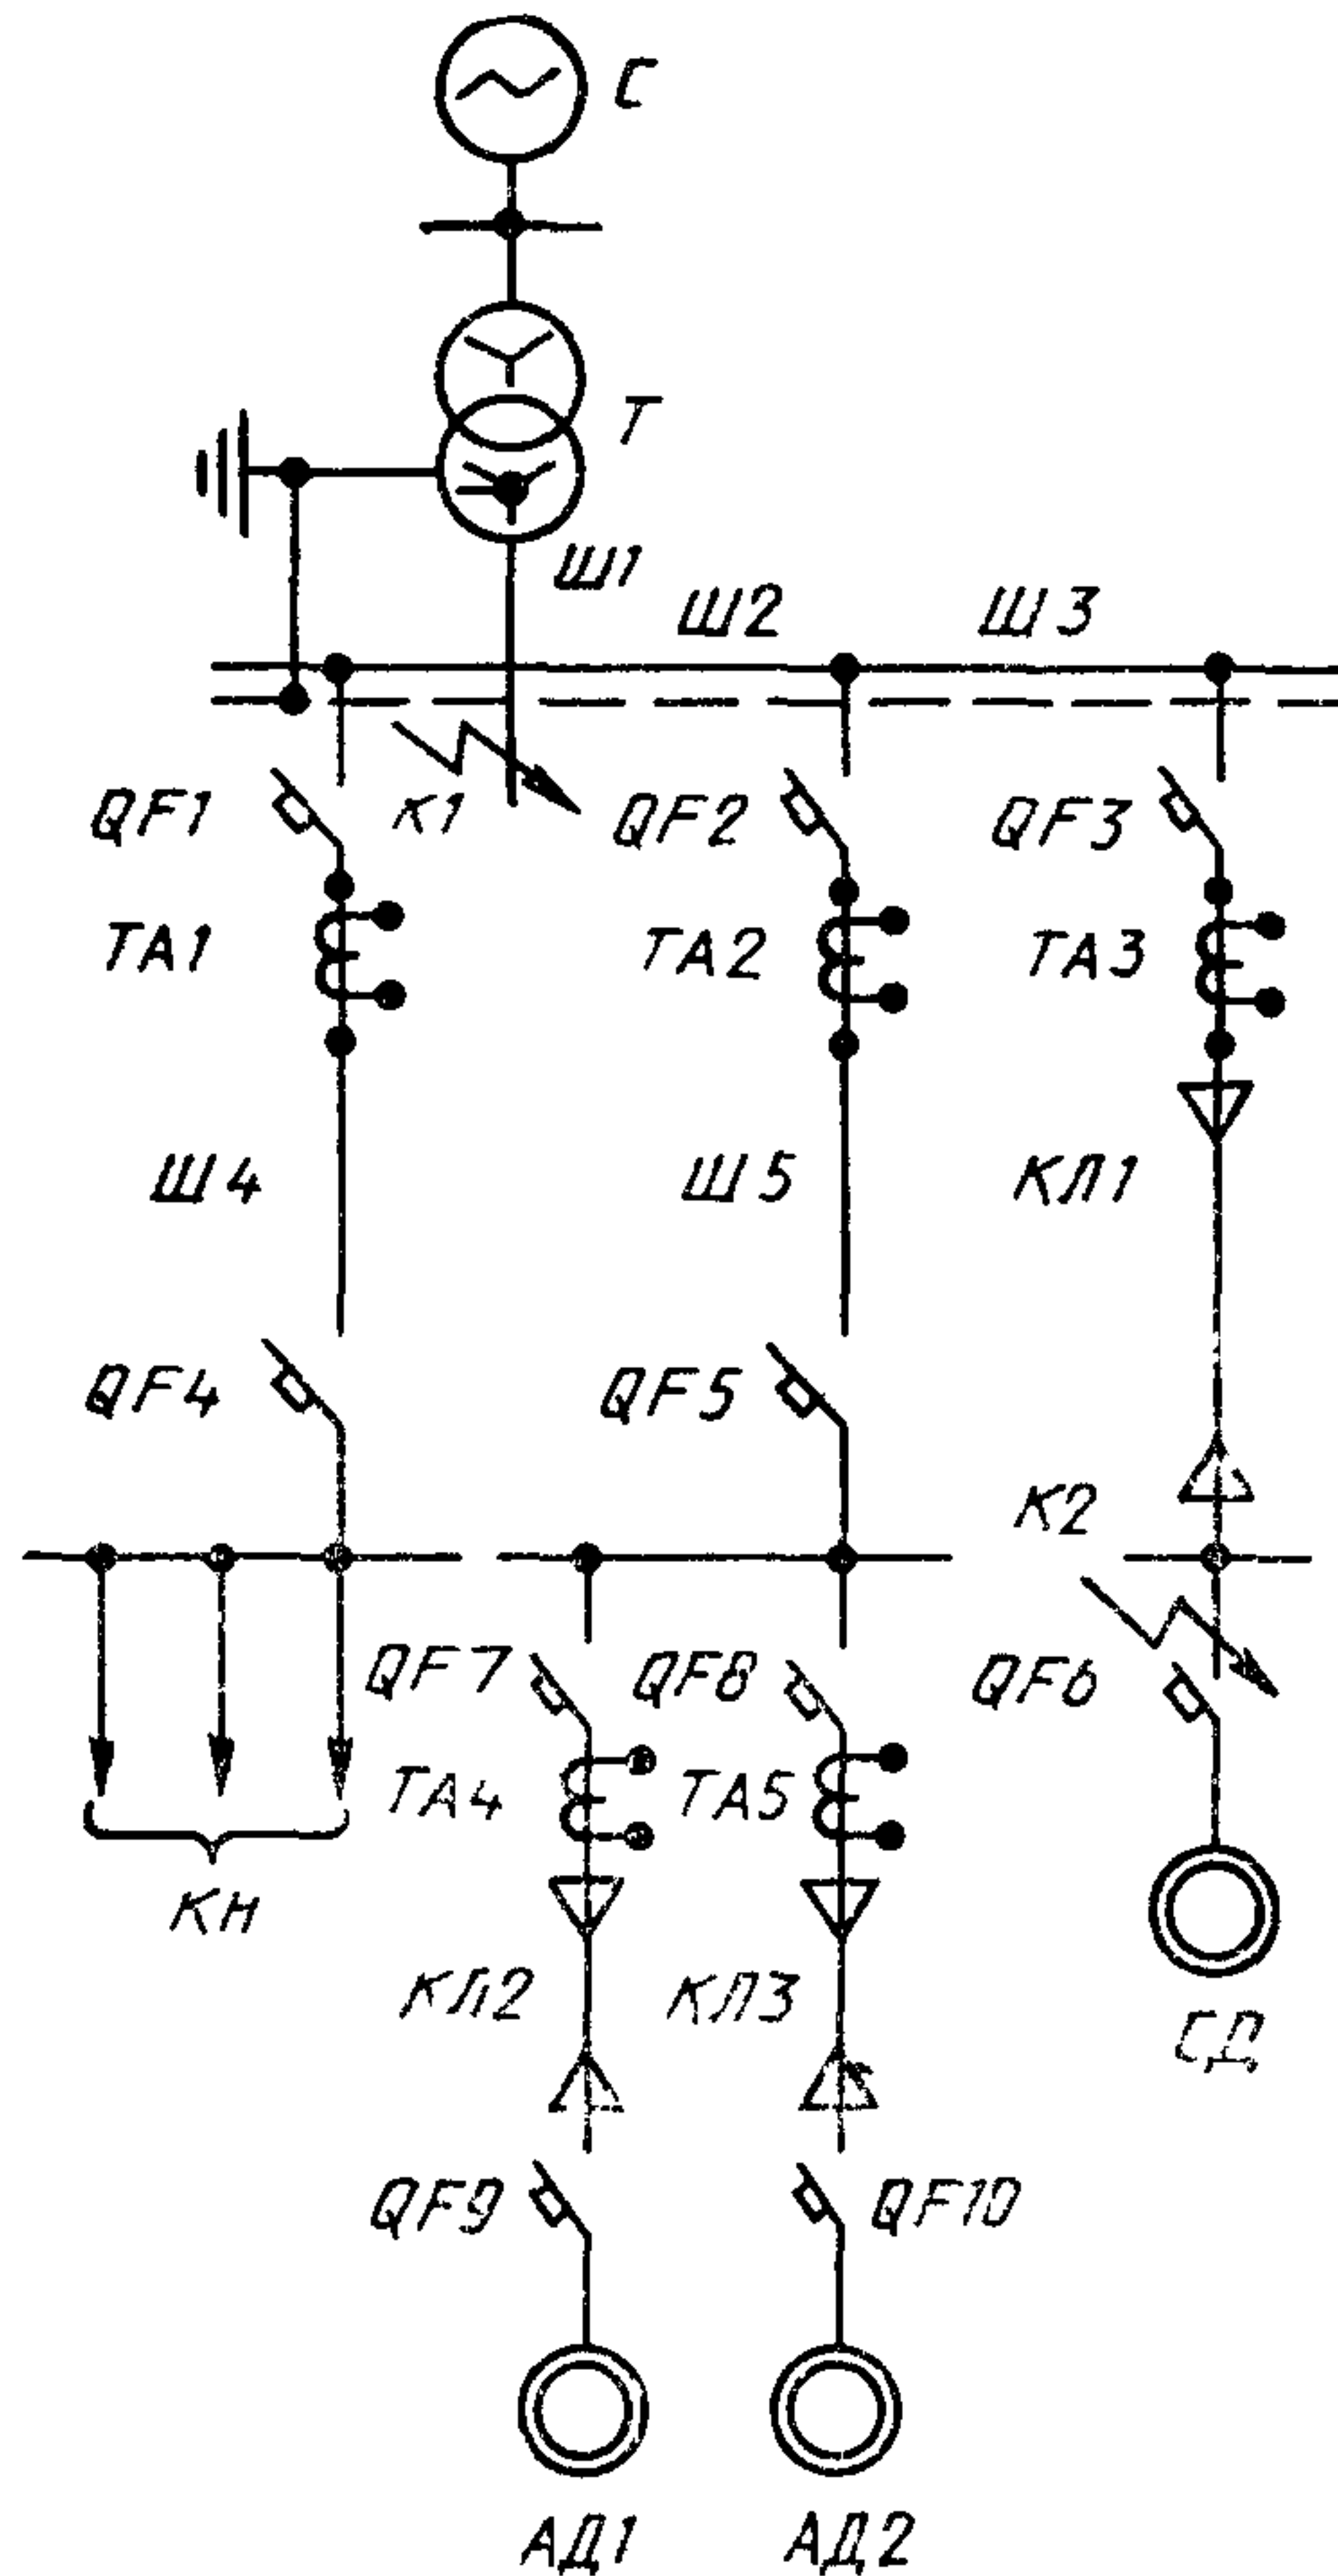 С
Т
Ш1
Ш2
Ш3
QF1
К1
QF2
QF3
ТА1
ТА2
ТА3
Ш4
Ш5
КЛ1
QF4
QF5
К2
QF7
QF8
QF6
ТА4
ТА5
КН
КЛ2
КЛ3
СД
QF9
QF10
АД1
АД2